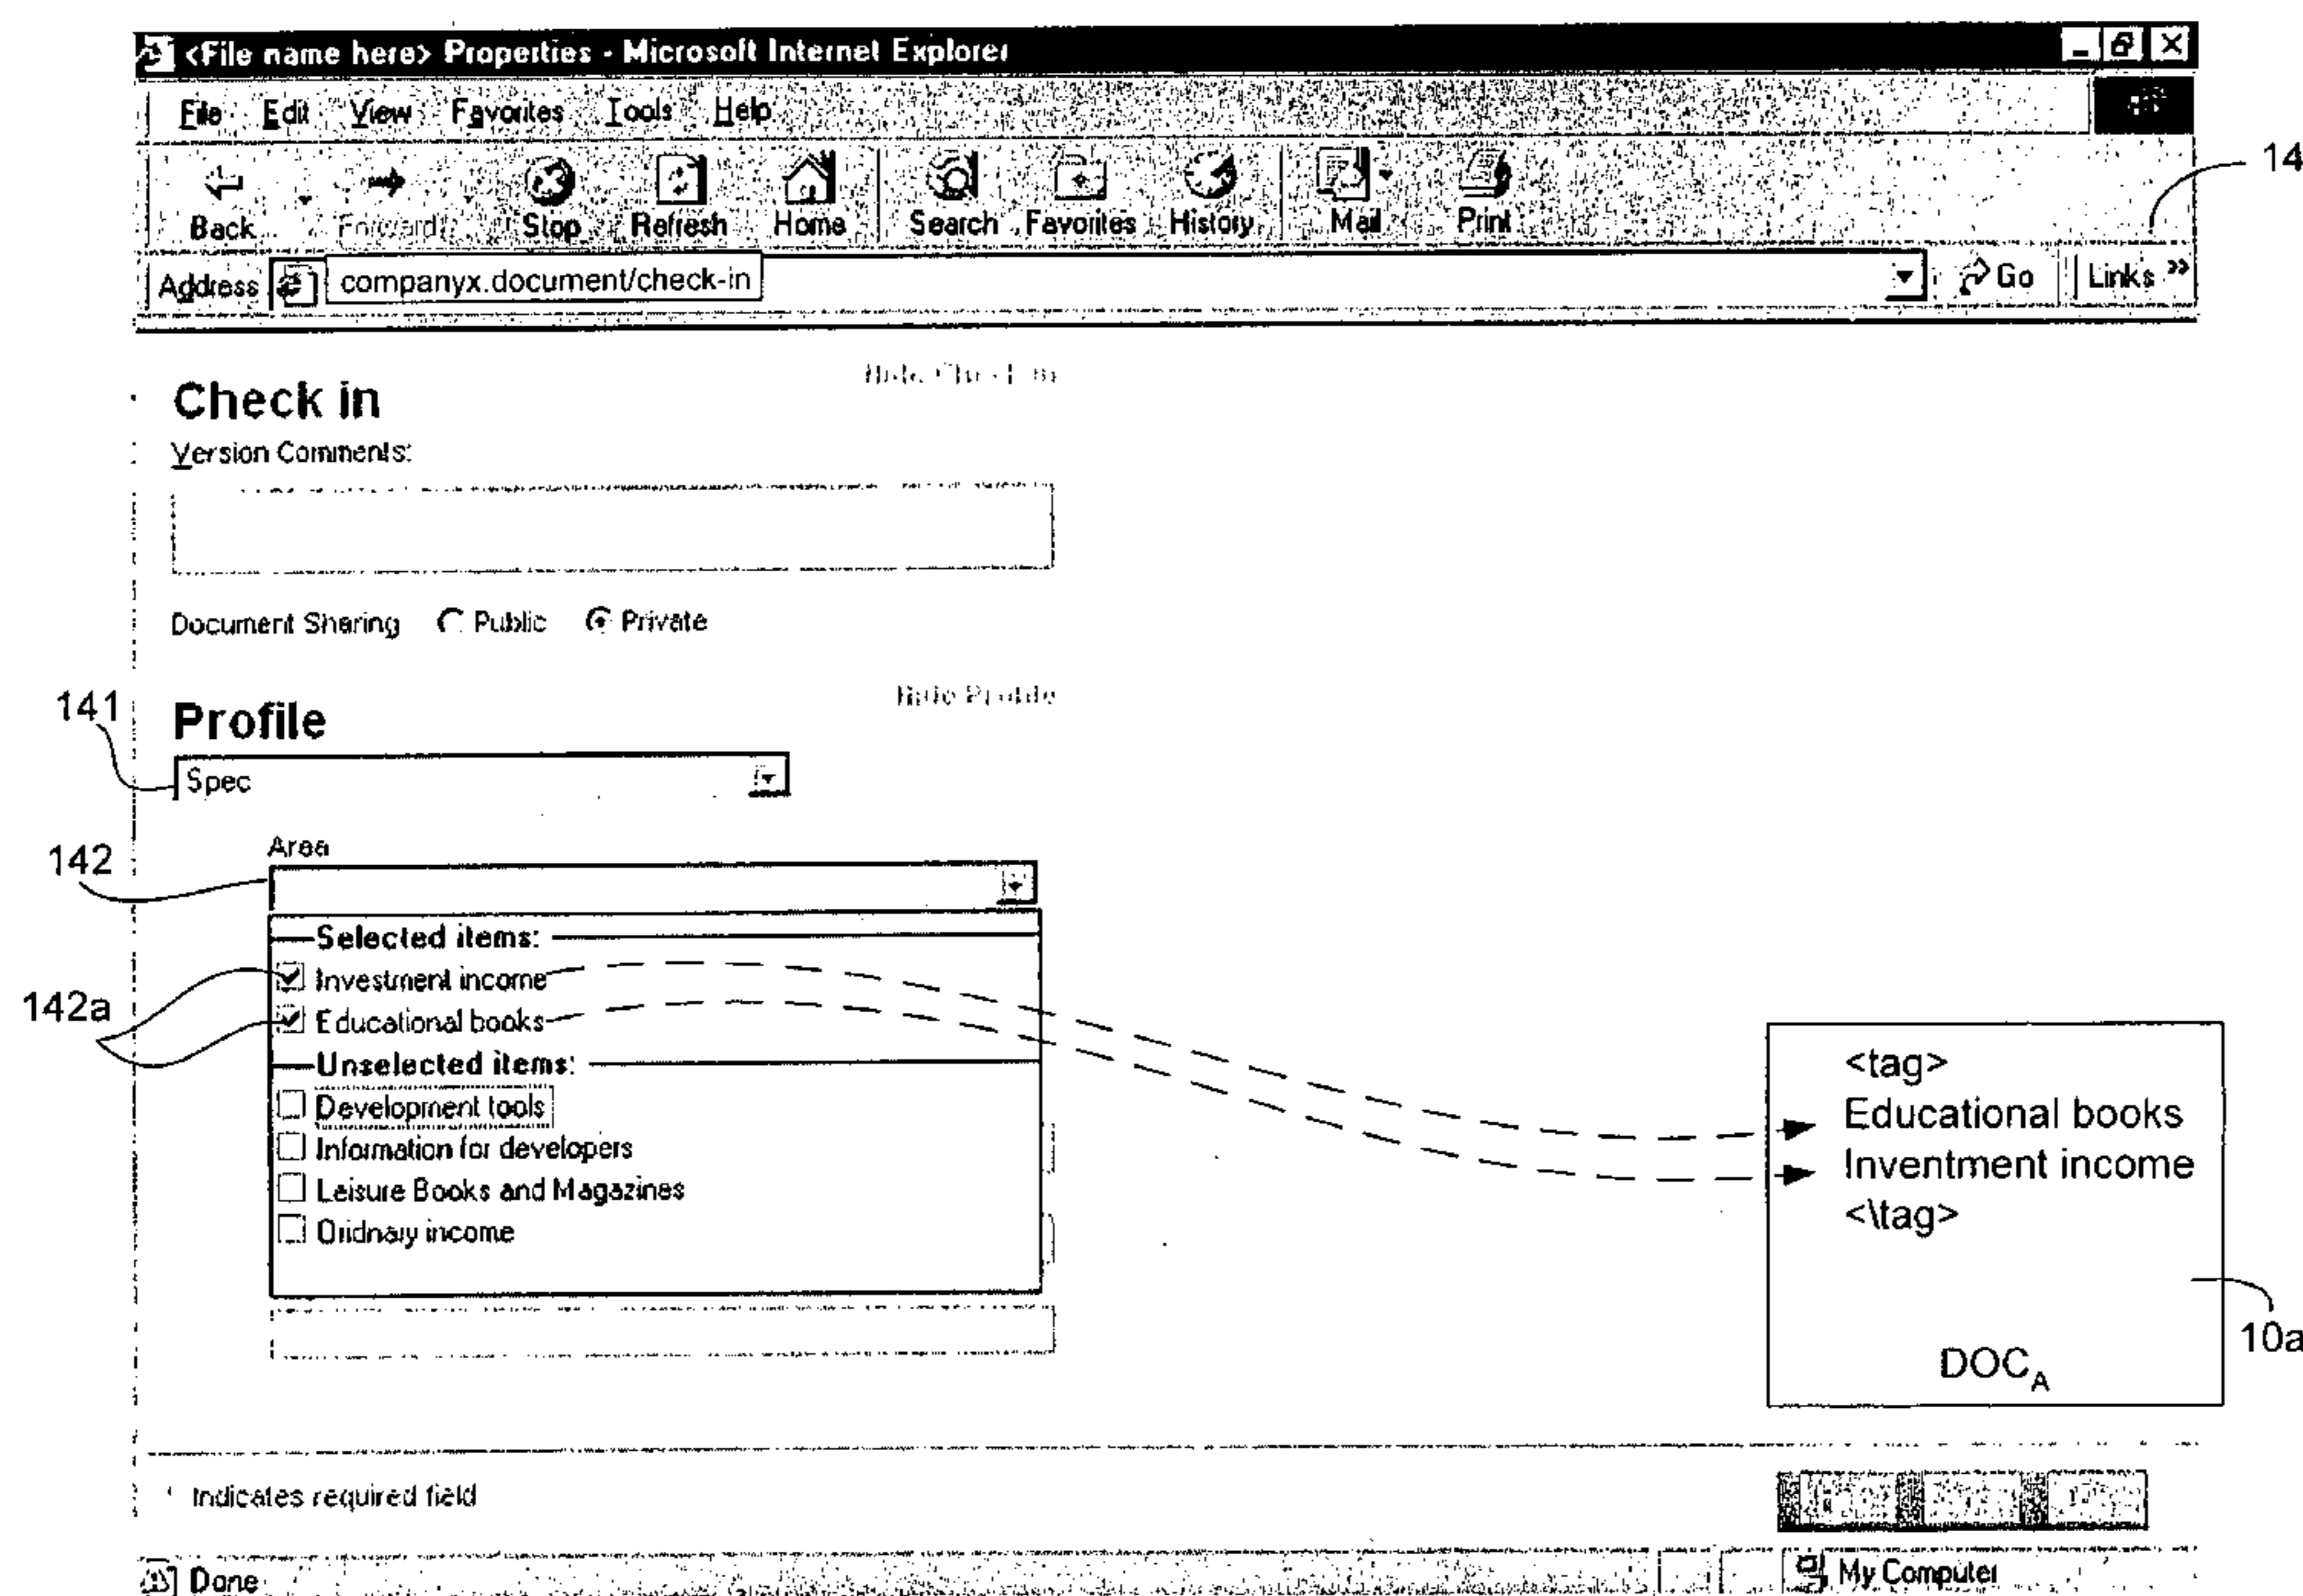 <File name here> Properties - Microsoft Internet Explorer
File Edit View Favorites Tools Help
14
Back Forward Stop Refresh Home Search Favorites History Mail Print
Address companyx.document/check-in Go Links »
Check in
Version Comments:
Document Sharing Public Private
Hide Profile
141
Profile
Spec
Area
142
Selected items:
Investment income
142a
Educational books
Unselected items:
Development tools
Information for developers
Leisure Books and Magazines
Oridnary income
<tag>
Educational books
Inventment income
<\tag>
10a
DOCA
Indicates required field
Done My Computer